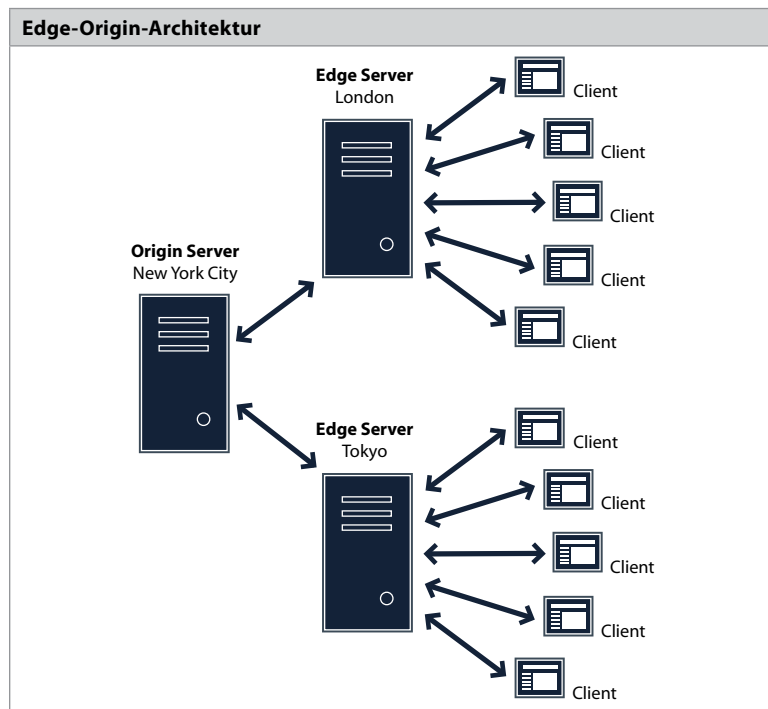 Edge-Origin-Architektur
Edge Server
London
Client
Client
Client
Client
Client
Origin Server
New York City
Edge Server
Tokyo
Client
Client
Client
Client
Client